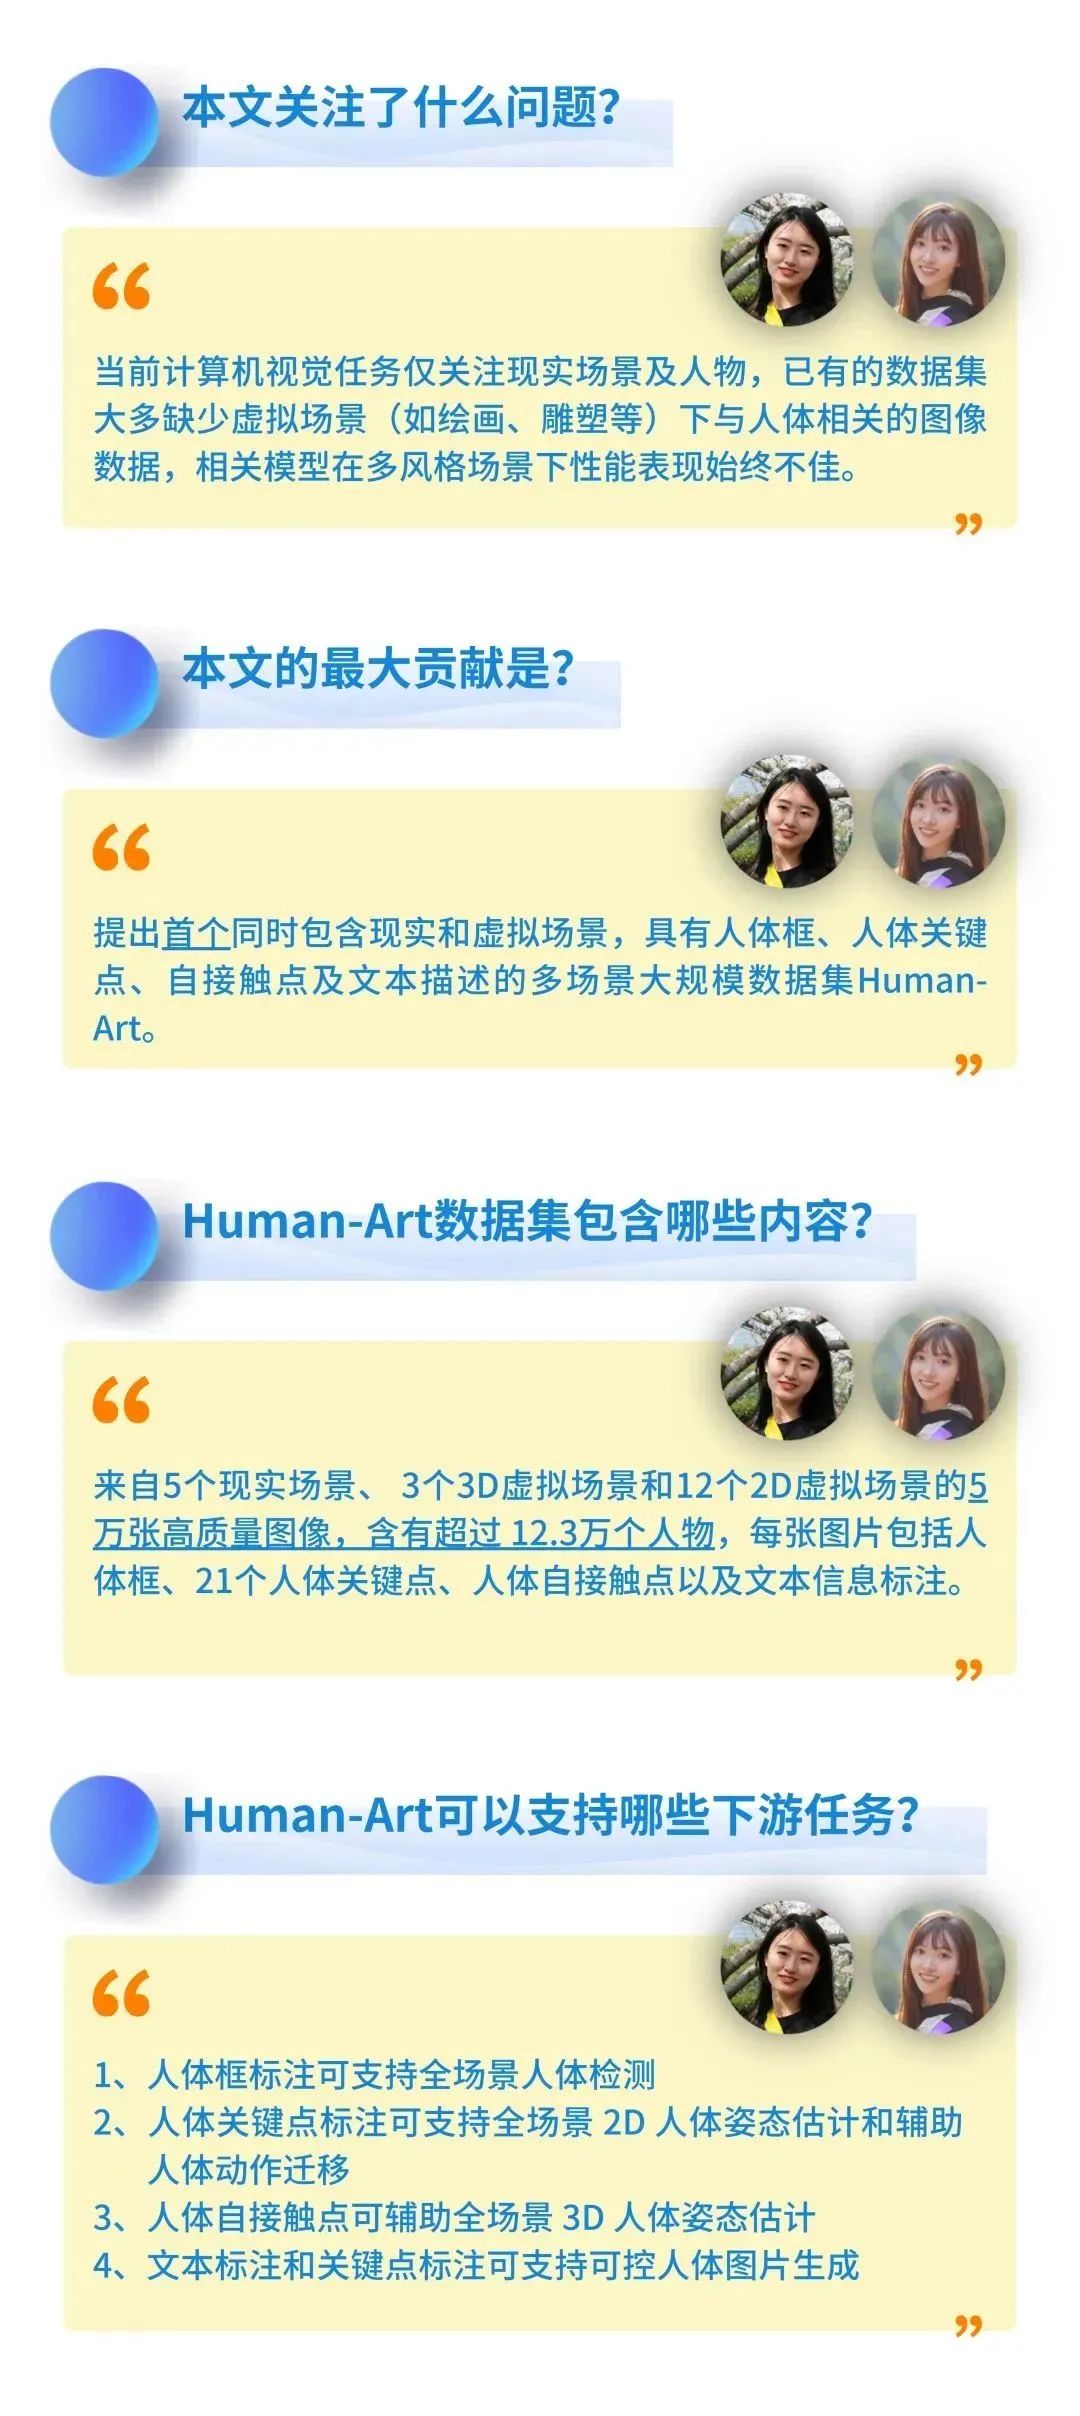 本文关注了什么问题？
“
当前计算机视觉任务仅关注现实场景及人物，已有的数据集
大多缺少虚拟场景（如绘画、雕塑等）下与人体相关的图像
数据，相关模型在多风格场景下性能表现始终不佳。
”
本文的最大贡献是？
“
提出首个同时包含现实和虚拟场景，具有人体框、人体关键
点、自接触点及文本描述的多场景大规模数据集Human-
Art。
”
Human-Art数据集包含哪些内容？
“
来自5个现实场景、 3个3D虚拟场景和12个2D虚拟场景的5
万张高质量图像，含有超过 12.3万个人物，每张图片包括人
体框、21个人体关键点、人体自接触点以及文本信息标注。
”
Human-Art可以支持哪些下游任务？
“
1、人体框标注可支持全场景人体检测
2、人体关键点标注可支持全场景 2D 人体姿态估计和辅助
人体动作迁移
3、人体自接触点可辅助全场景 3D 人体姿态估计
4、文本标注和关键点标注可支持可控人体图片生成
”